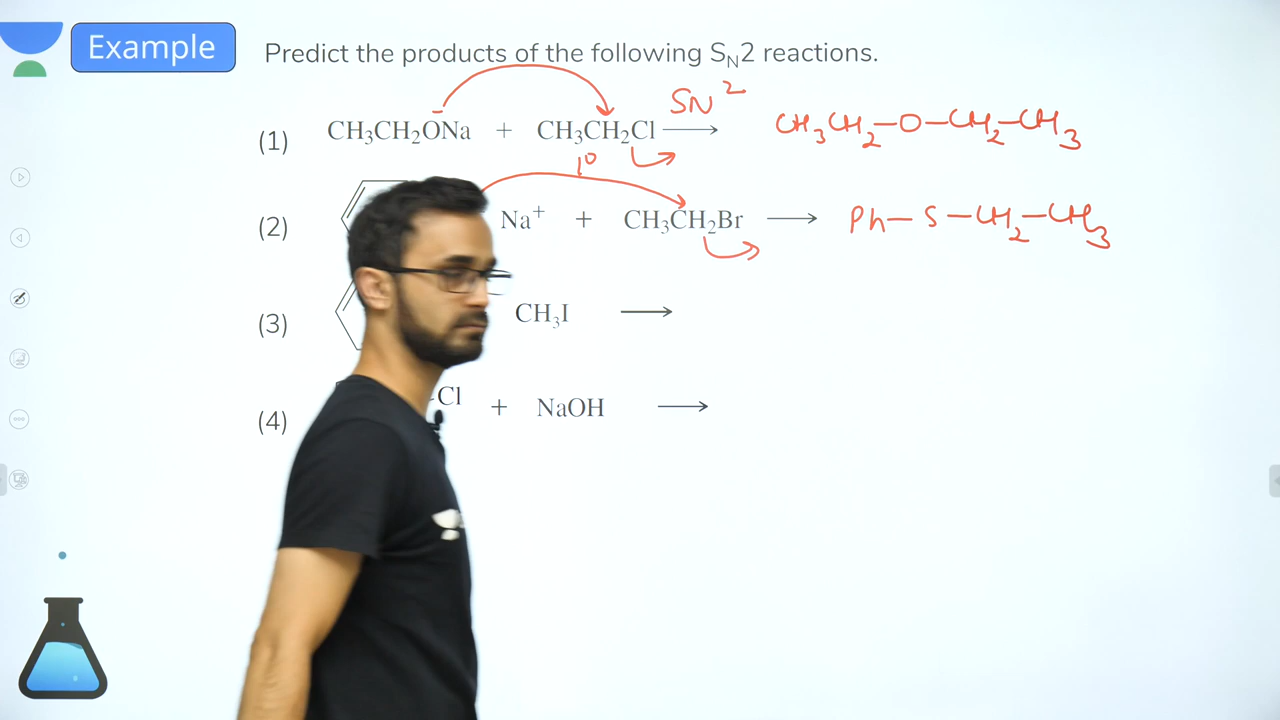 Example
Predict the products of the following SN2 reactions.
(1) CH3CH2ONa + CH3CH2Cl SN2 CH3CH2-O-CH2-CH3
1°
(2) Na+ + CH3CH2Br ⟶ Ph-S-CH2-CH3
(3) CH3I ⟶
(4) -Cl + NaOH ⟶